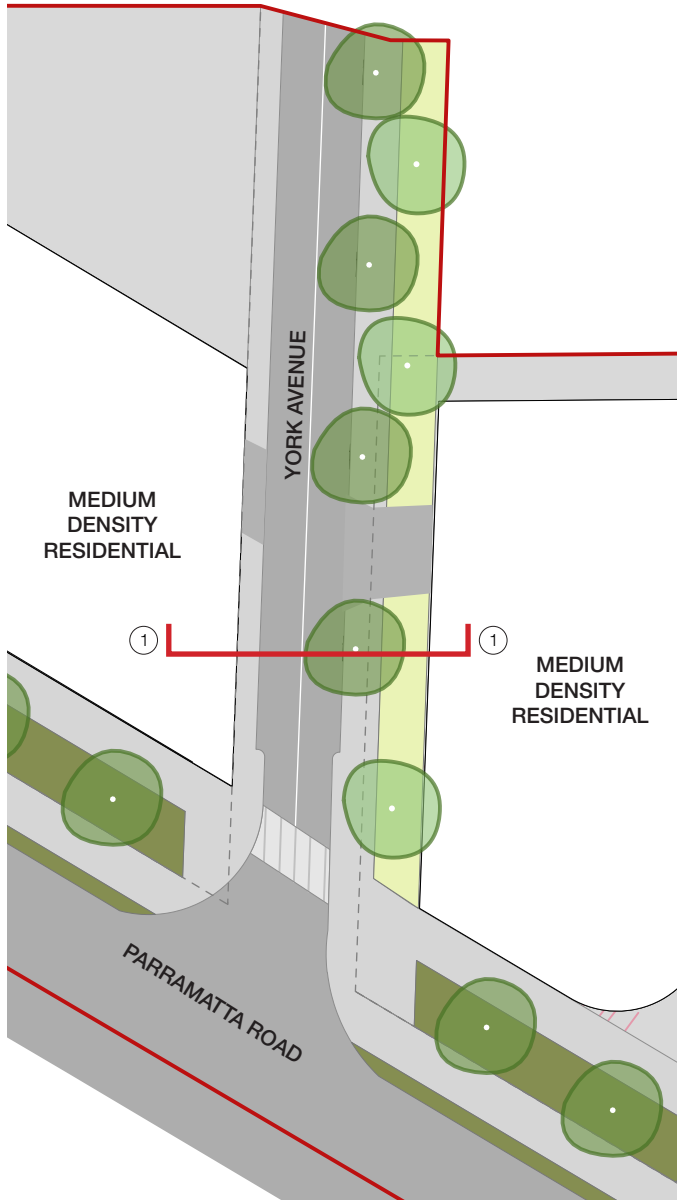 YORK AVENUE
MEDIUM
DENSITY
RESIDENTIAL
1
1
MEDIUM
DENSITY
RESIDENTIAL
PARRAMATTA ROAD